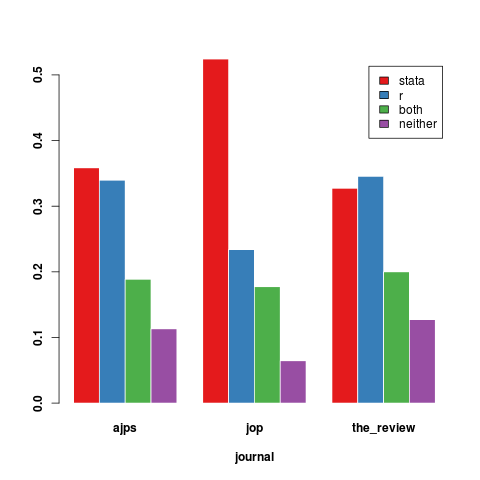 0.5
0.4
0.3
0.2
0.1
0.0
stata
r
both
neither
ajps
jop
the_review
journal